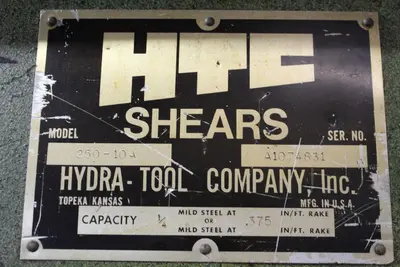 HTC
SHEARS
MODEL SER. NO.
250-10A A1074831
HYDRA-TOOL COMPANY, Inc.
TOPEKA KANSAS MFG. IN U.S.A.
CAPACITY 1/4 MILD STEEL AT OR MILD STEEL AT .375 IN/FT. RAKE IN/FT. RAKE